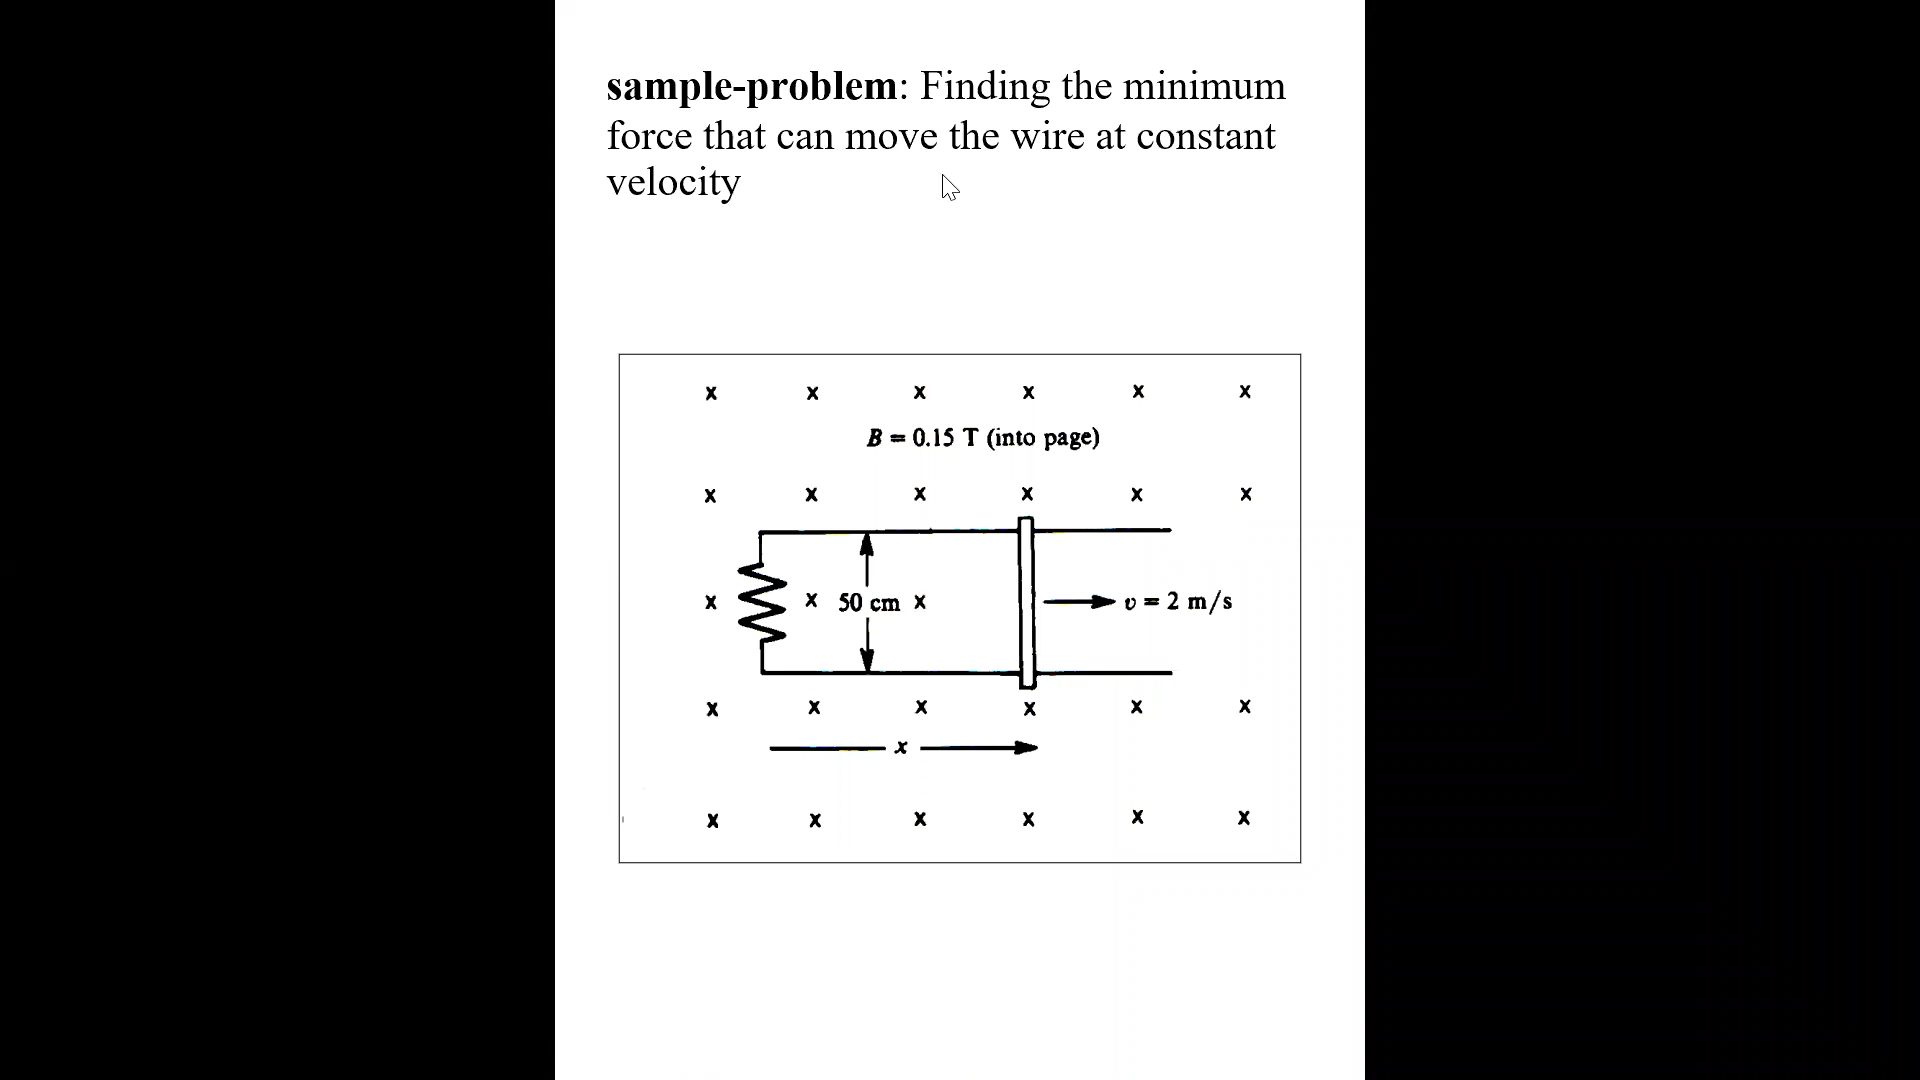 sample-problem: Finding the minimum
force that can move the wire at constant
velocity
x x x x x x
B = 0.15 T (into page)
x x x x x x
x x 50 cm x v = 2 m/s
x x x x x x
x
x x x x x x